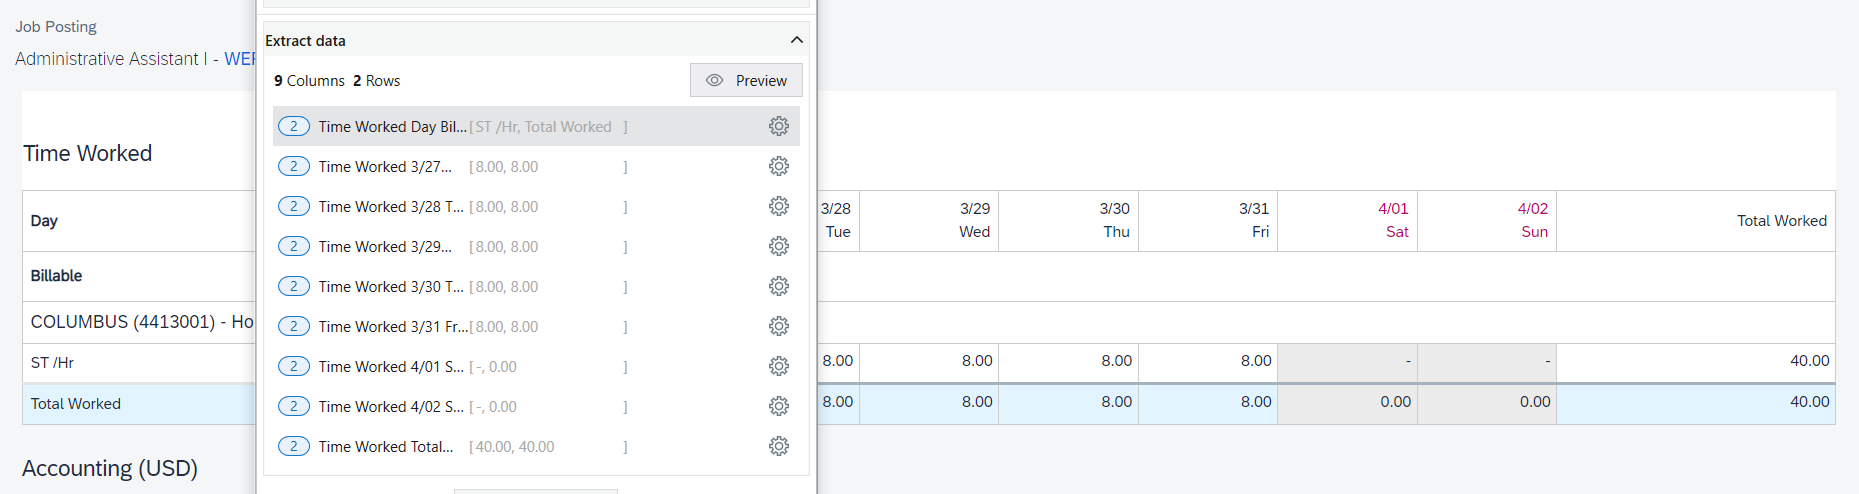 Job Posting
Administrative Assistant I -
Extract data
9 Columns 2 Rows
Preview
2 Time Worked Day Bil... [ ST /Hr, Total Worked ]
2 Time Worked 3/27... [ 8.00, 8.00 ]
2 Time Worked 3/28 T... [ 8.00, 8.00 ]
2 Time Worked 3/29... [ 8.00, 8.00 ]
2 Time Worked 3/30 T... [ 8.00, 8.00 ]
2 Time Worked 3/31 Fr... [ 8.00, 8.00 ]
2 Time Worked 4/01 S... [ -, 0.00 ]
2 Time Worked 4/02 S... [ -, 0.00 ]
2 Time Worked Total... [ 40.00, 40.00 ]
Time Worked
Day 3/28 Tue 3/29 Wed 3/30 Thu 3/31 Fri 4/01 Sat 4/02 Sun Total Worked
Billable
COLUMBUS (4413001) - Ho
ST /Hr 8.00 8.00 8.00 8.00 - - 40.00
Total Worked 8.00 8.00 8.00 8.00 0.00 0.00 40.00
Accounting (USD)